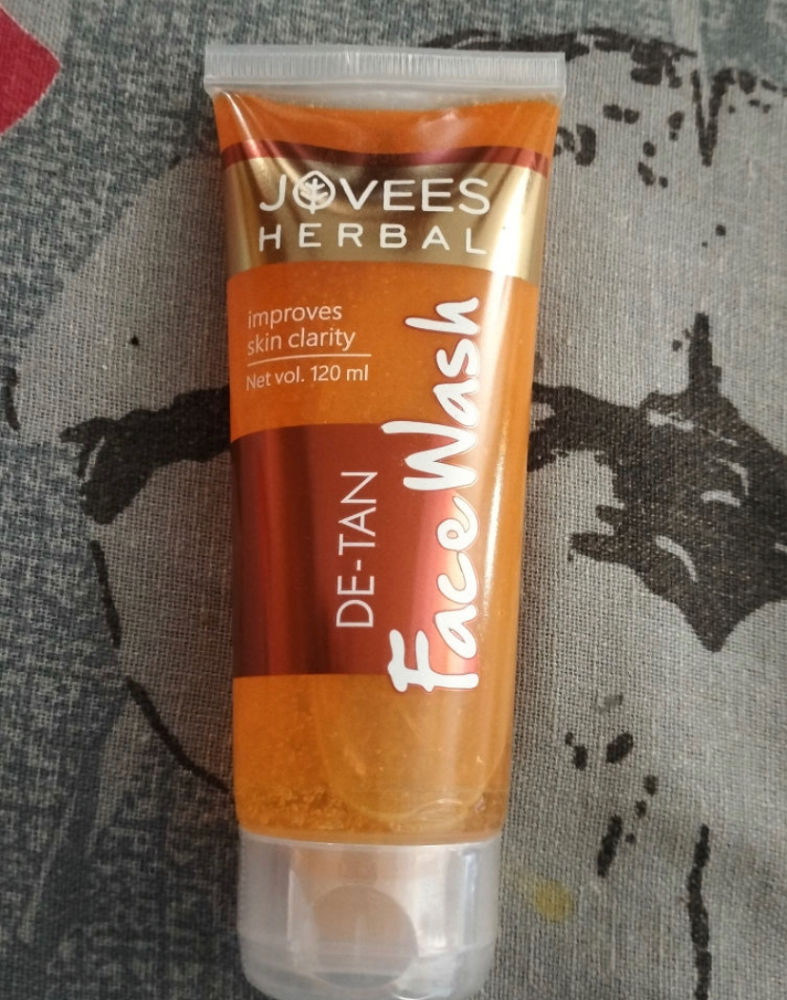 JOVEES
HERBAL
improves
skin clarity
Net vol. 120 ml
DE-TAN
Face Wash